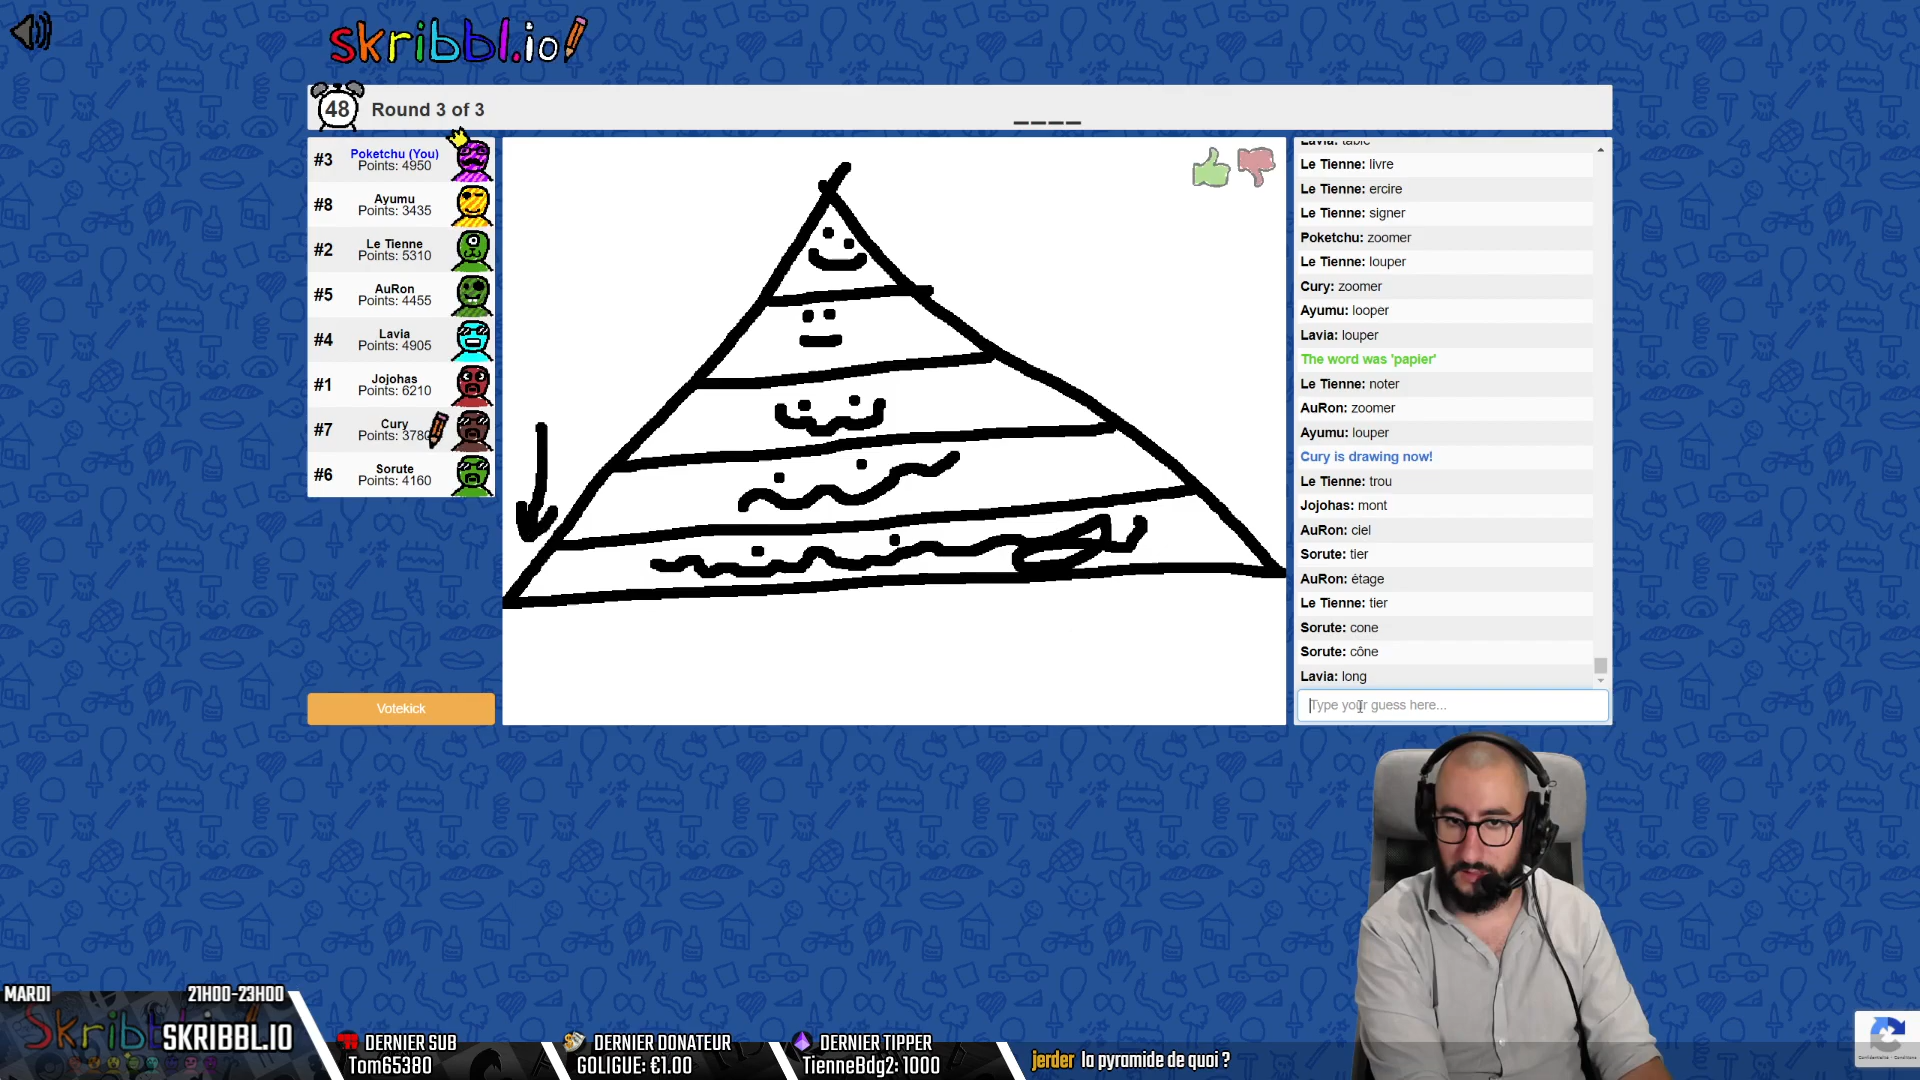 skribbl.io
48
Round 3 of 3
____
#3
Poketchu (You)
Points: 4950
#8
Ayumu
Points: 3435
#2
Le Tienne
Points: 5310
#5
AuRon
Points: 4455
#4
Lavia
Points: 4905
#1
Jojohas
Points: 6210
#7
Cury
Points: 3780
#6
Sorute
Points: 4160
Votekick
Lavia: table
Le Tienne: livre
Le Tienne: ercire
Le Tienne: signer
Poketchu: zoomer
Le Tienne: louper
Cury: zoomer
Ayumu: looper
Lavia: louper
The word was 'papier'
Le Tienne: noter
AuRon: zoomer
Ayumu: louper
Cury is drawing now!
Le Tienne: trou
Jojohas: mont
AuRon: ciel
Sorute: tier
AuRon: étage
Le Tienne: tier
Sorute: cone
Sorute: cône
Lavia: long
Type your guess here...
MARDI
21H00-23H00
SKRIBBL.IO
DERNIER SUB
Tom65380
DERNIER DONATEUR
GOLIGUE: €1.00
DERNIER TIPPER
TienneBdg2: 1000
jerder la pyramide de quoi ?